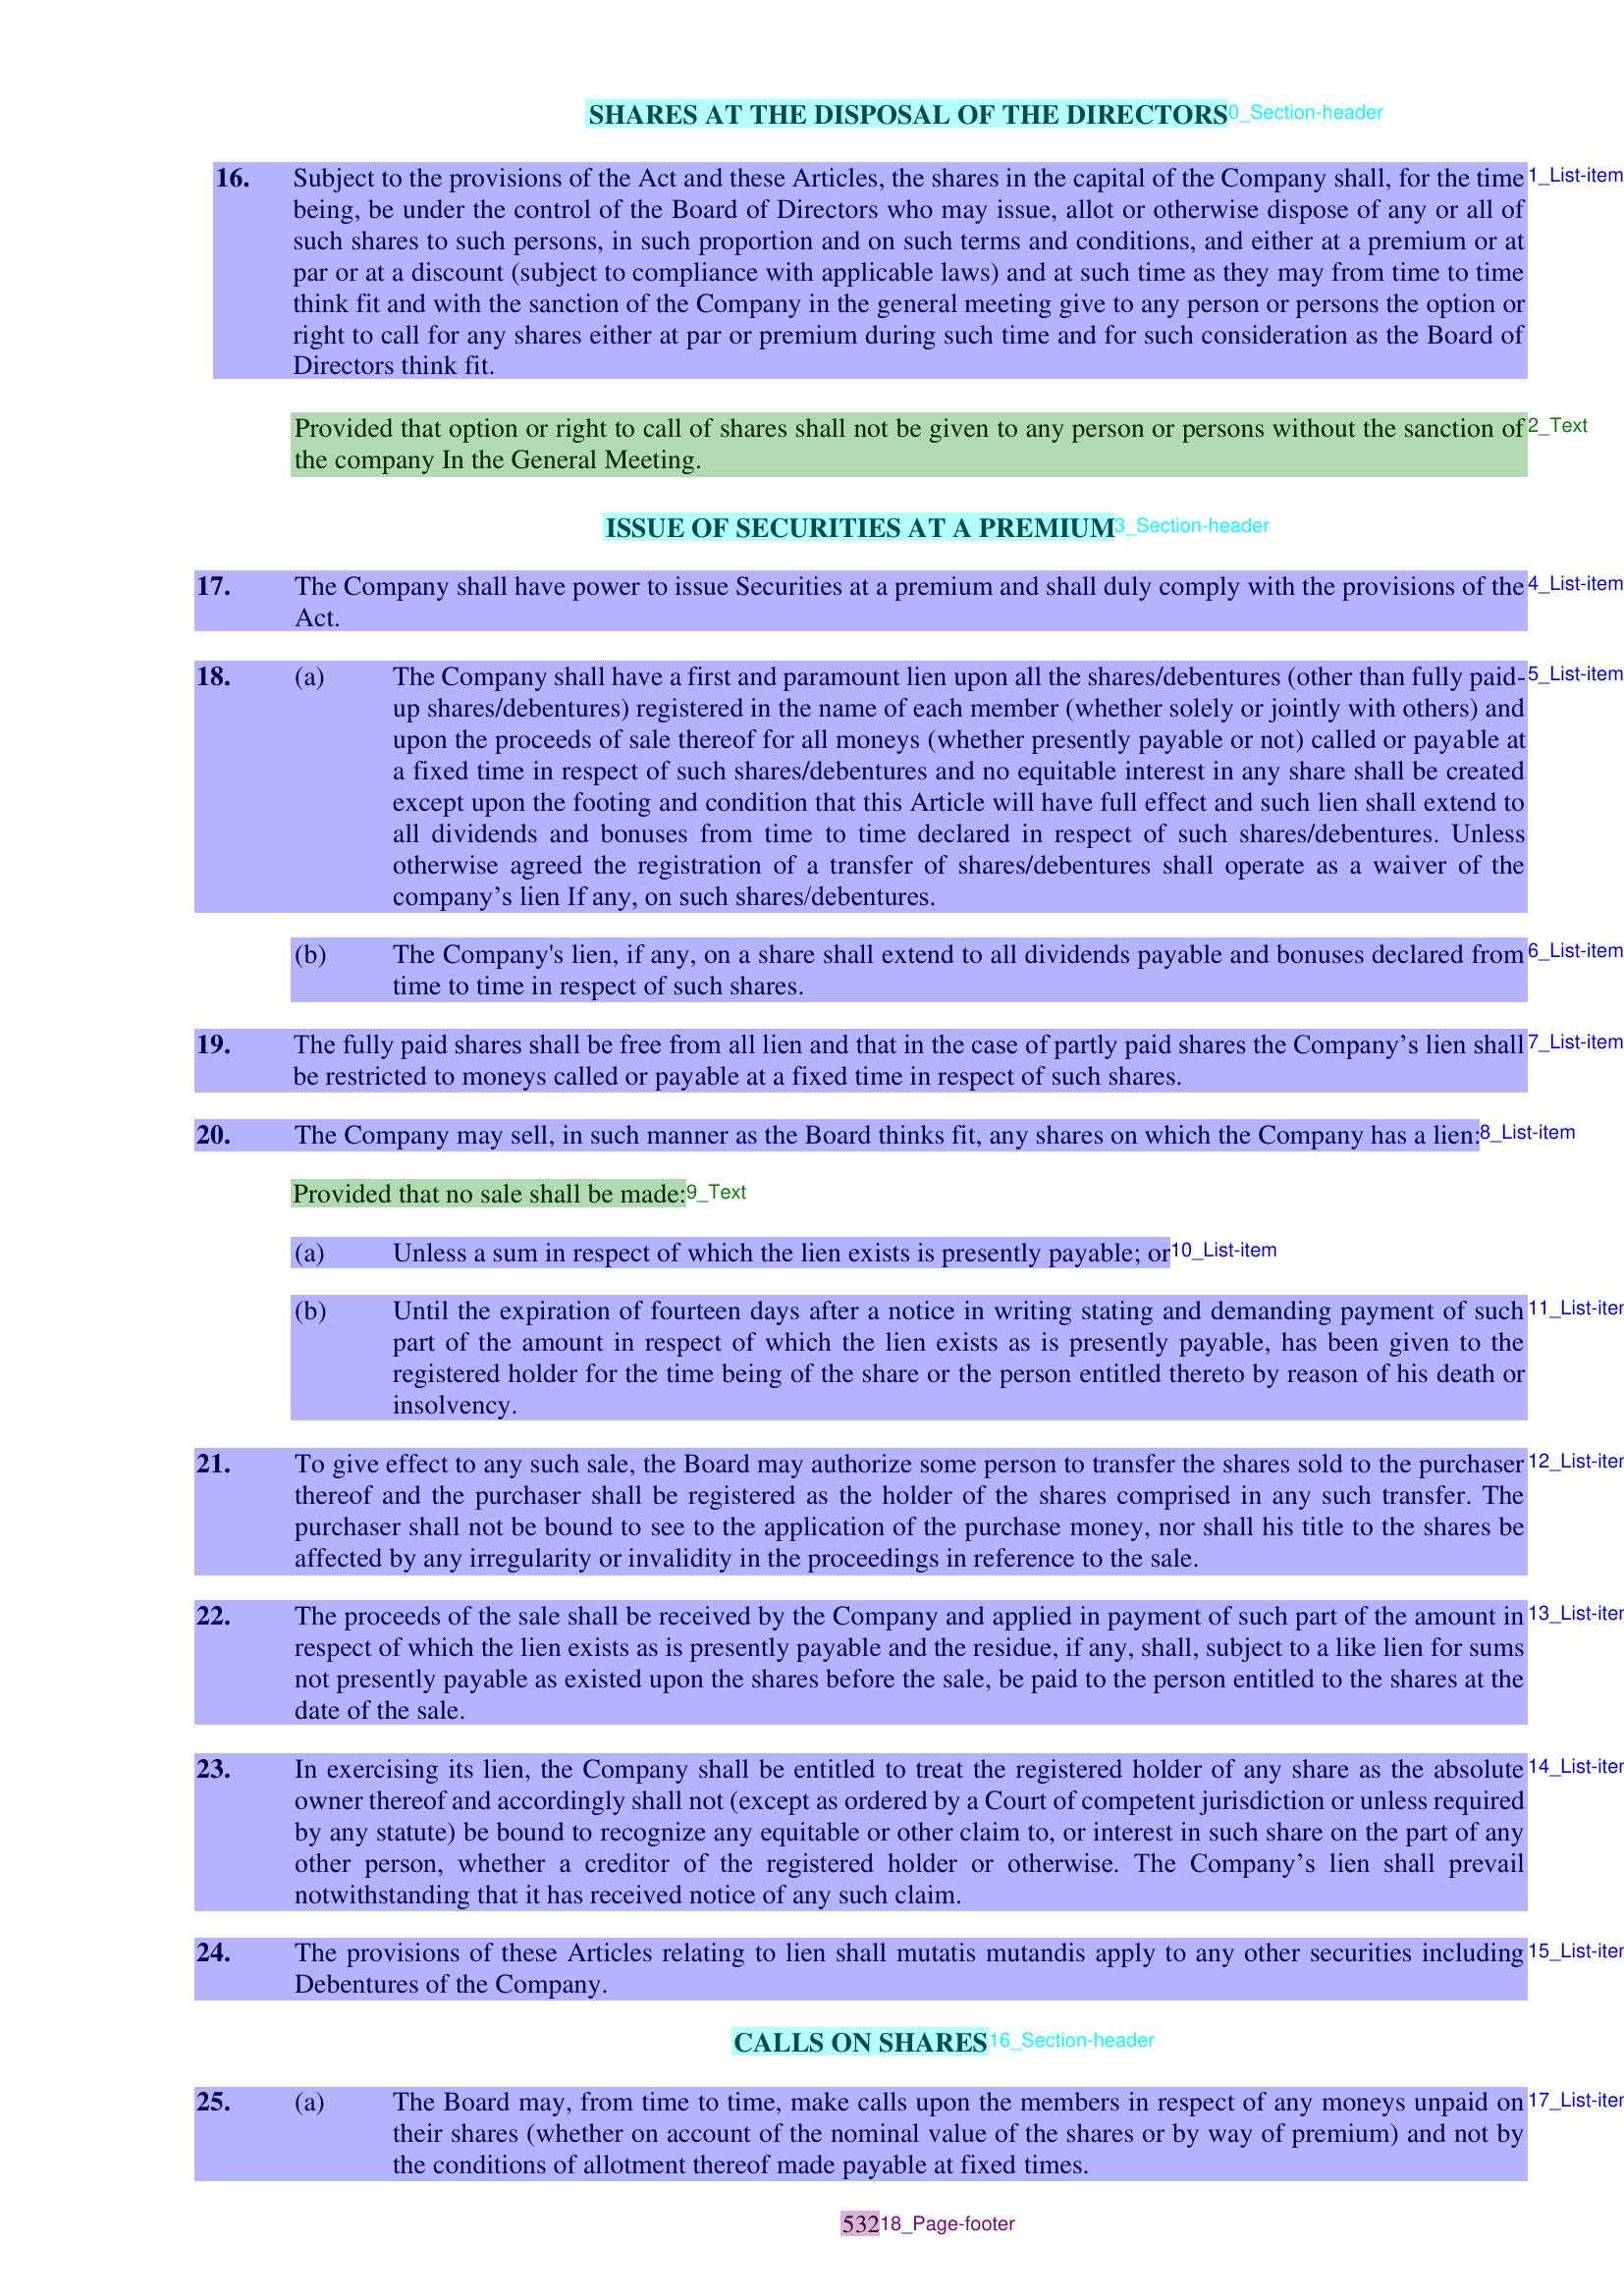 SHARES AT THE DISPOSAL OF THE DIRECTORS0_Section-header
16. Subject to the provisions of the Act and these Articles, the shares in the capital of the Company shall, for the time 1_List-item
being, be under the control of the Board of Directors who may issue, allot or otherwise dispose of any or all of
such shares to such persons, in such proportion and on such terms and conditions, and either at a premium or at
par or at a discount (subject to compliance with applicable laws) and at such time as they may from time to time
think fit and with the sanction of the Company in the general meeting give to any person or persons the option or
right to call for any shares either at par or premium during such time and for such consideration as the Board of
Directors think fit.
Provided that option or right to call of shares shall not be given to any person or persons without the sanction of 2_Text
the company In the General Meeting.
ISSUE OF SECURITIES AT A PREMIUM3_Section-header
17. The Company shall have power to issue Securities at a premium and shall duly comply with the provisions of the 4_List-item
Act.
18. (a) The Company shall have a first and paramount lien upon all the shares/debentures (other than fully paid- 5_List-item
up shares/debentures) registered in the name of each member (whether solely or jointly with others) and
upon the proceeds of sale thereof for all moneys (whether presently payable or not) called or payable at
a fixed time in respect of such shares/debentures and no equitable interest in any share shall be created
except upon the footing and condition that this Article will have full effect and such lien shall extend to
all dividends and bonuses from time to time declared in respect of such shares/debentures. Unless
otherwise agreed the registration of a transfer of shares/debentures shall operate as a waiver of the
company’s lien If any, on such shares/debentures.
(b) The Company's lien, if any, on a share shall extend to all dividends payable and bonuses declared from 6_List-item
time to time in respect of such shares.
19. The fully paid shares shall be free from all lien and that in the case of partly paid shares the Company’s lien shall 7_List-item
be restricted to moneys called or payable at a fixed time in respect of such shares.
20. The Company may sell, in such manner as the Board thinks fit, any shares on which the Company has a lien: 8_List-item
Provided that no sale shall be made: 9_Text
(a) Unless a sum in respect of which the lien exists is presently payable; or 10_List-item
(b) Until the expiration of fourteen days after a notice in writing stating and demanding payment of such 11_List-item
part of the amount in respect of which the lien exists as is presently payable, has been given to the
registered holder for the time being of the share or the person entitled thereto by reason of his death or
insolvency.
21. To give effect to any such sale, the Board may authorize some person to transfer the shares sold to the purchaser 12_List-item
thereof and the purchaser shall be registered as the holder of the shares comprised in any such transfer. The
purchaser shall not be bound to see to the application of the purchase money, nor shall his title to the shares be
affected by any irregularity or invalidity in the proceedings in reference to the sale.
22. The proceeds of the sale shall be received by the Company and applied in payment of such part of the amount in 13_List-item
respect of which the lien exists as is presently payable and the residue, if any, shall, subject to a like lien for sums
not presently payable as existed upon the shares before the sale, be paid to the person entitled to the shares at the
date of the sale.
23. In exercising its lien, the Company shall be entitled to treat the registered holder of any share as the absolute 14_List-item
owner thereof and accordingly shall not (except as ordered by a Court of competent jurisdiction or unless required
by any statute) be bound to recognize any equitable or other claim to, or interest in such share on the part of any
other person, whether a creditor of the registered holder or otherwise. The Company’s lien shall prevail
notwithstanding that it has received notice of any such claim.
24. The provisions of these Articles relating to lien shall mutatis mutandis apply to any other securities including 15_List-item
Debentures of the Company.
CALLS ON SHARES16_Section-header
25. (a) The Board may, from time to time, make calls upon the members in respect of any moneys unpaid on 17_List-item
their shares (whether on account of the nominal value of the shares or by way of premium) and not by
the conditions of allotment thereof made payable at fixed times.
532 18_Page-footer